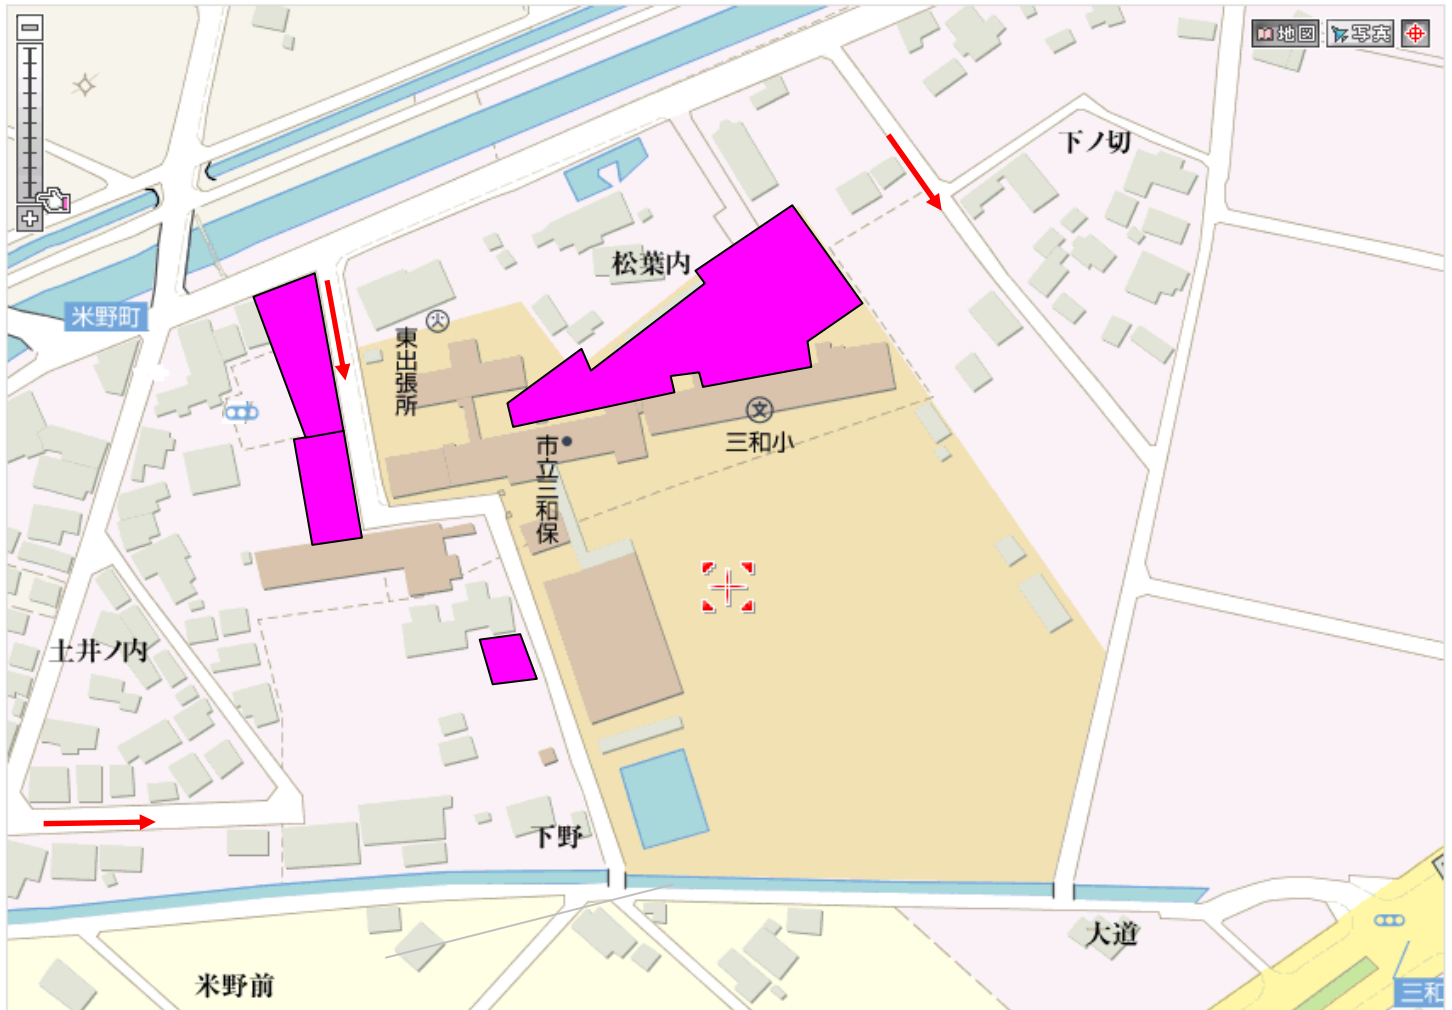 地図
写真
下ノ切
松葉内
米野町
東出張所
火
文
三和小
市立三和保
土井ノ内
下野
大道
米野前
三和